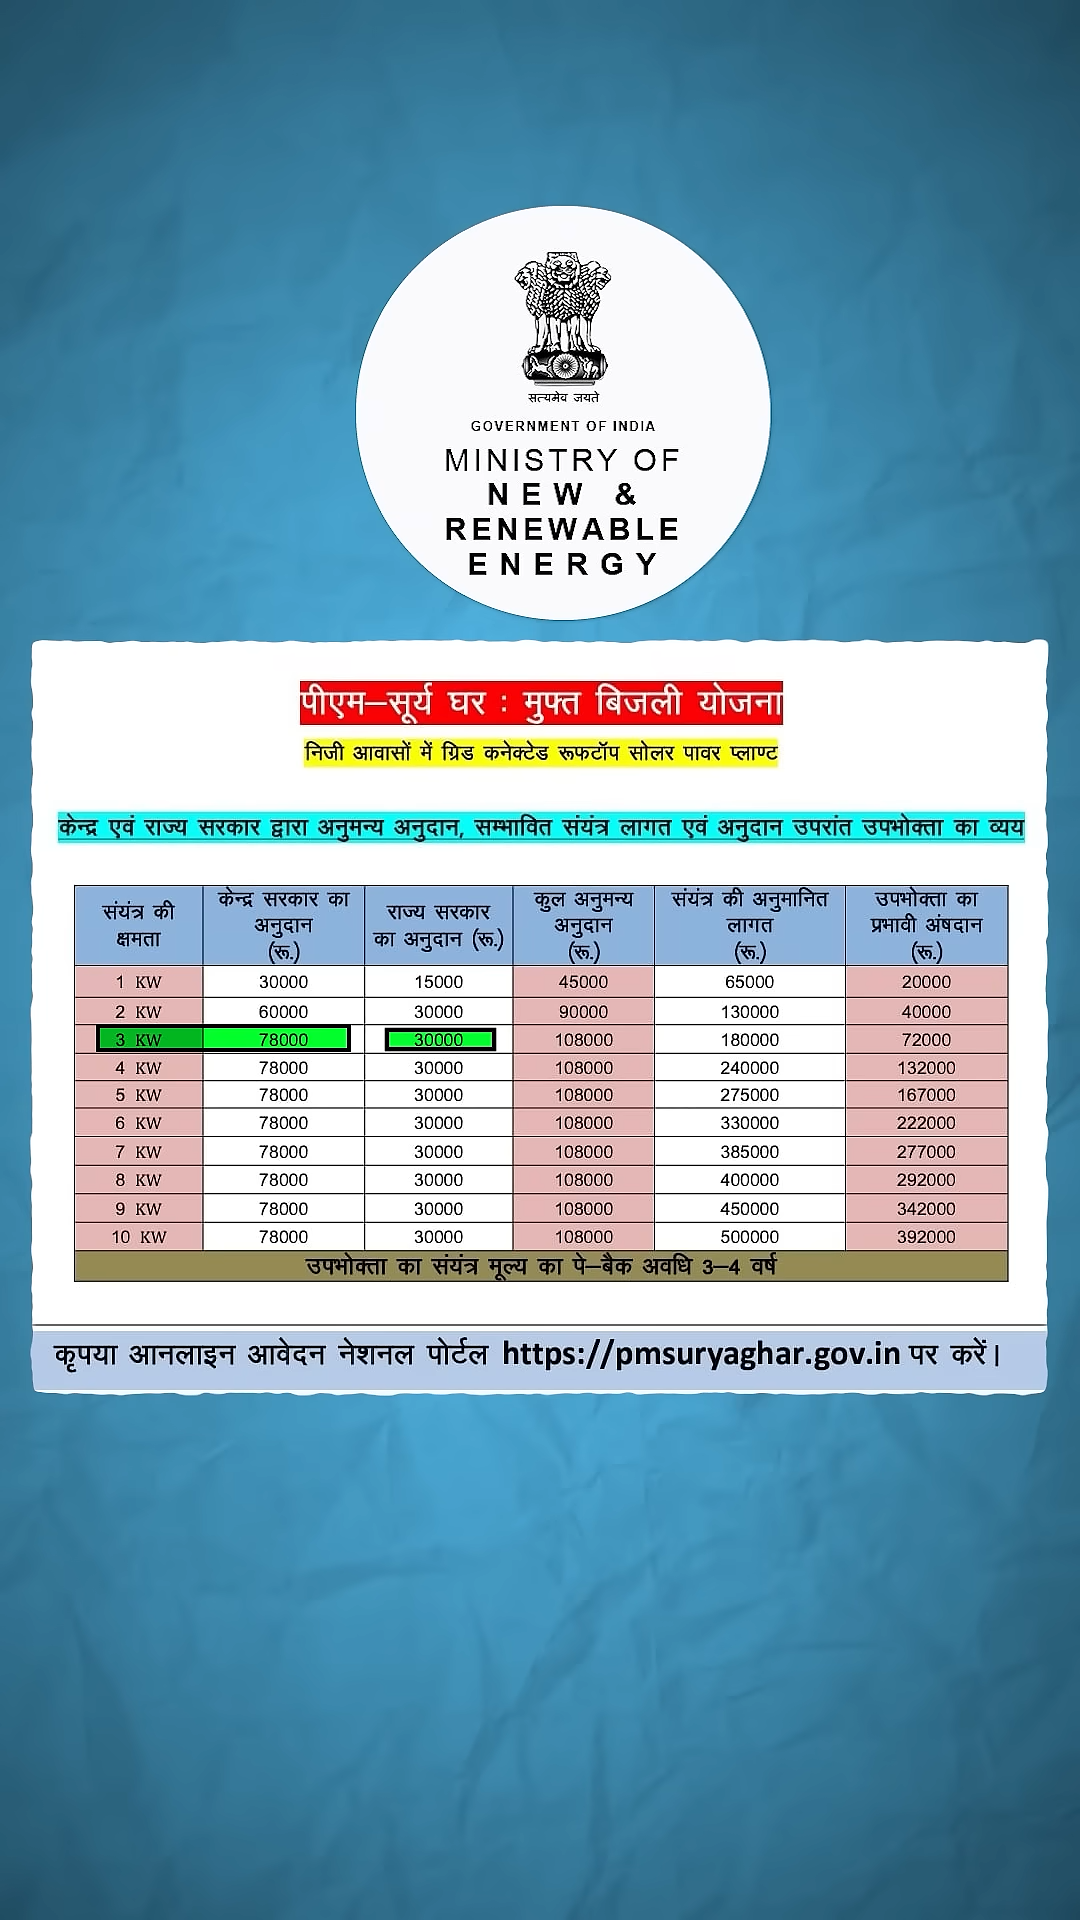 सत्यमेव जयते
GOVERNMENT OF INDIA
MINISTRY OF
NEW &
RENEWABLE
ENERGY
पीएम–सूर्य घर : मुफ्त बिजली योजना
निजी आवासों में ग्रिड कनेक्टेड रूफटॉप सोलर पावर प्लाण्ट
केन्द्र एवं राज्य सरकार द्वारा अनुमन्य अनुदान, सम्भावित संयंत्र लागत एवं अनुदान उपरांत उपभोक्ता का व्यय
संयंत्र की क्षमता केन्द्र सरकार का अनुदान (रू.) राज्य सरकार का अनुदान (रू.) कुल अनुमन्य अनुदान (रू.) संयंत्र की अनुमानित लागत (रू.) उपभोक्ता का प्रभावी अंषदान (रू.)
1 KW 30000 15000 45000 65000 20000
2 KW 60000 30000 90000 130000 40000
3 KW 78000 30000 108000 180000 72000
4 KW 78000 30000 108000 240000 132000
5 KW 78000 30000 108000 275000 167000
6 KW 78000 30000 108000 330000 222000
7 KW 78000 30000 108000 385000 277000
8 KW 78000 30000 108000 400000 292000
9 KW 78000 30000 108000 450000 342000
10 KW 78000 30000 108000 500000 392000
उपभोक्ता का संयंत्र मूल्य का पे–बैक अवधि 3–4 वर्ष
कृपया आनलाइन आवेदन नेशनल पोर्टल https://pmsuryaghar.gov.in पर करें।